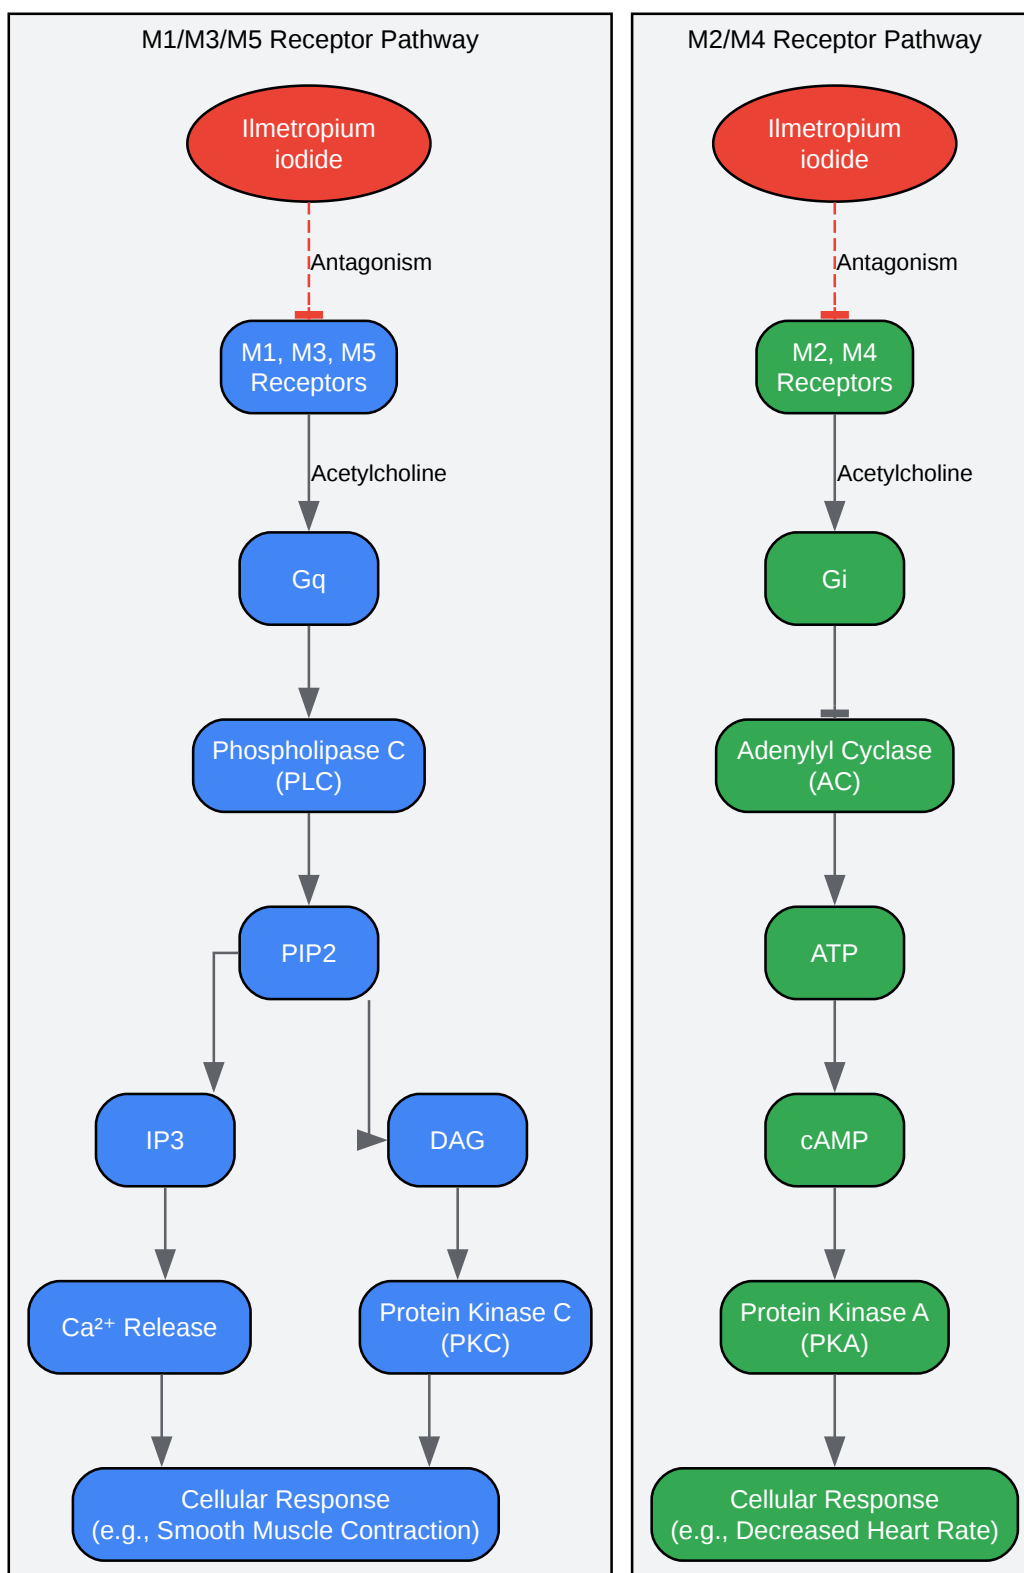 M1/M3/M5 Receptor Pathway
Ilmetropium
iodide
Antagonism
M1, M3, M5
Receptors
Acetylcholine
Gq
Phospholipase C
(PLC)
PIP2
IP3
DAG
Ca²⁺ Release
Protein Kinase C
(PKC)
Cellular Response
(e.g., Smooth Muscle Contraction)
M2/M4 Receptor Pathway
Ilmetropium
iodide
Antagonism
M2, M4
Receptors
Acetylcholine
Gi
Adenylyl Cyclase
(AC)
ATP
cAMP
Protein Kinase A
(PKA)
Cellular Response
(e.g., Decreased Heart Rate)